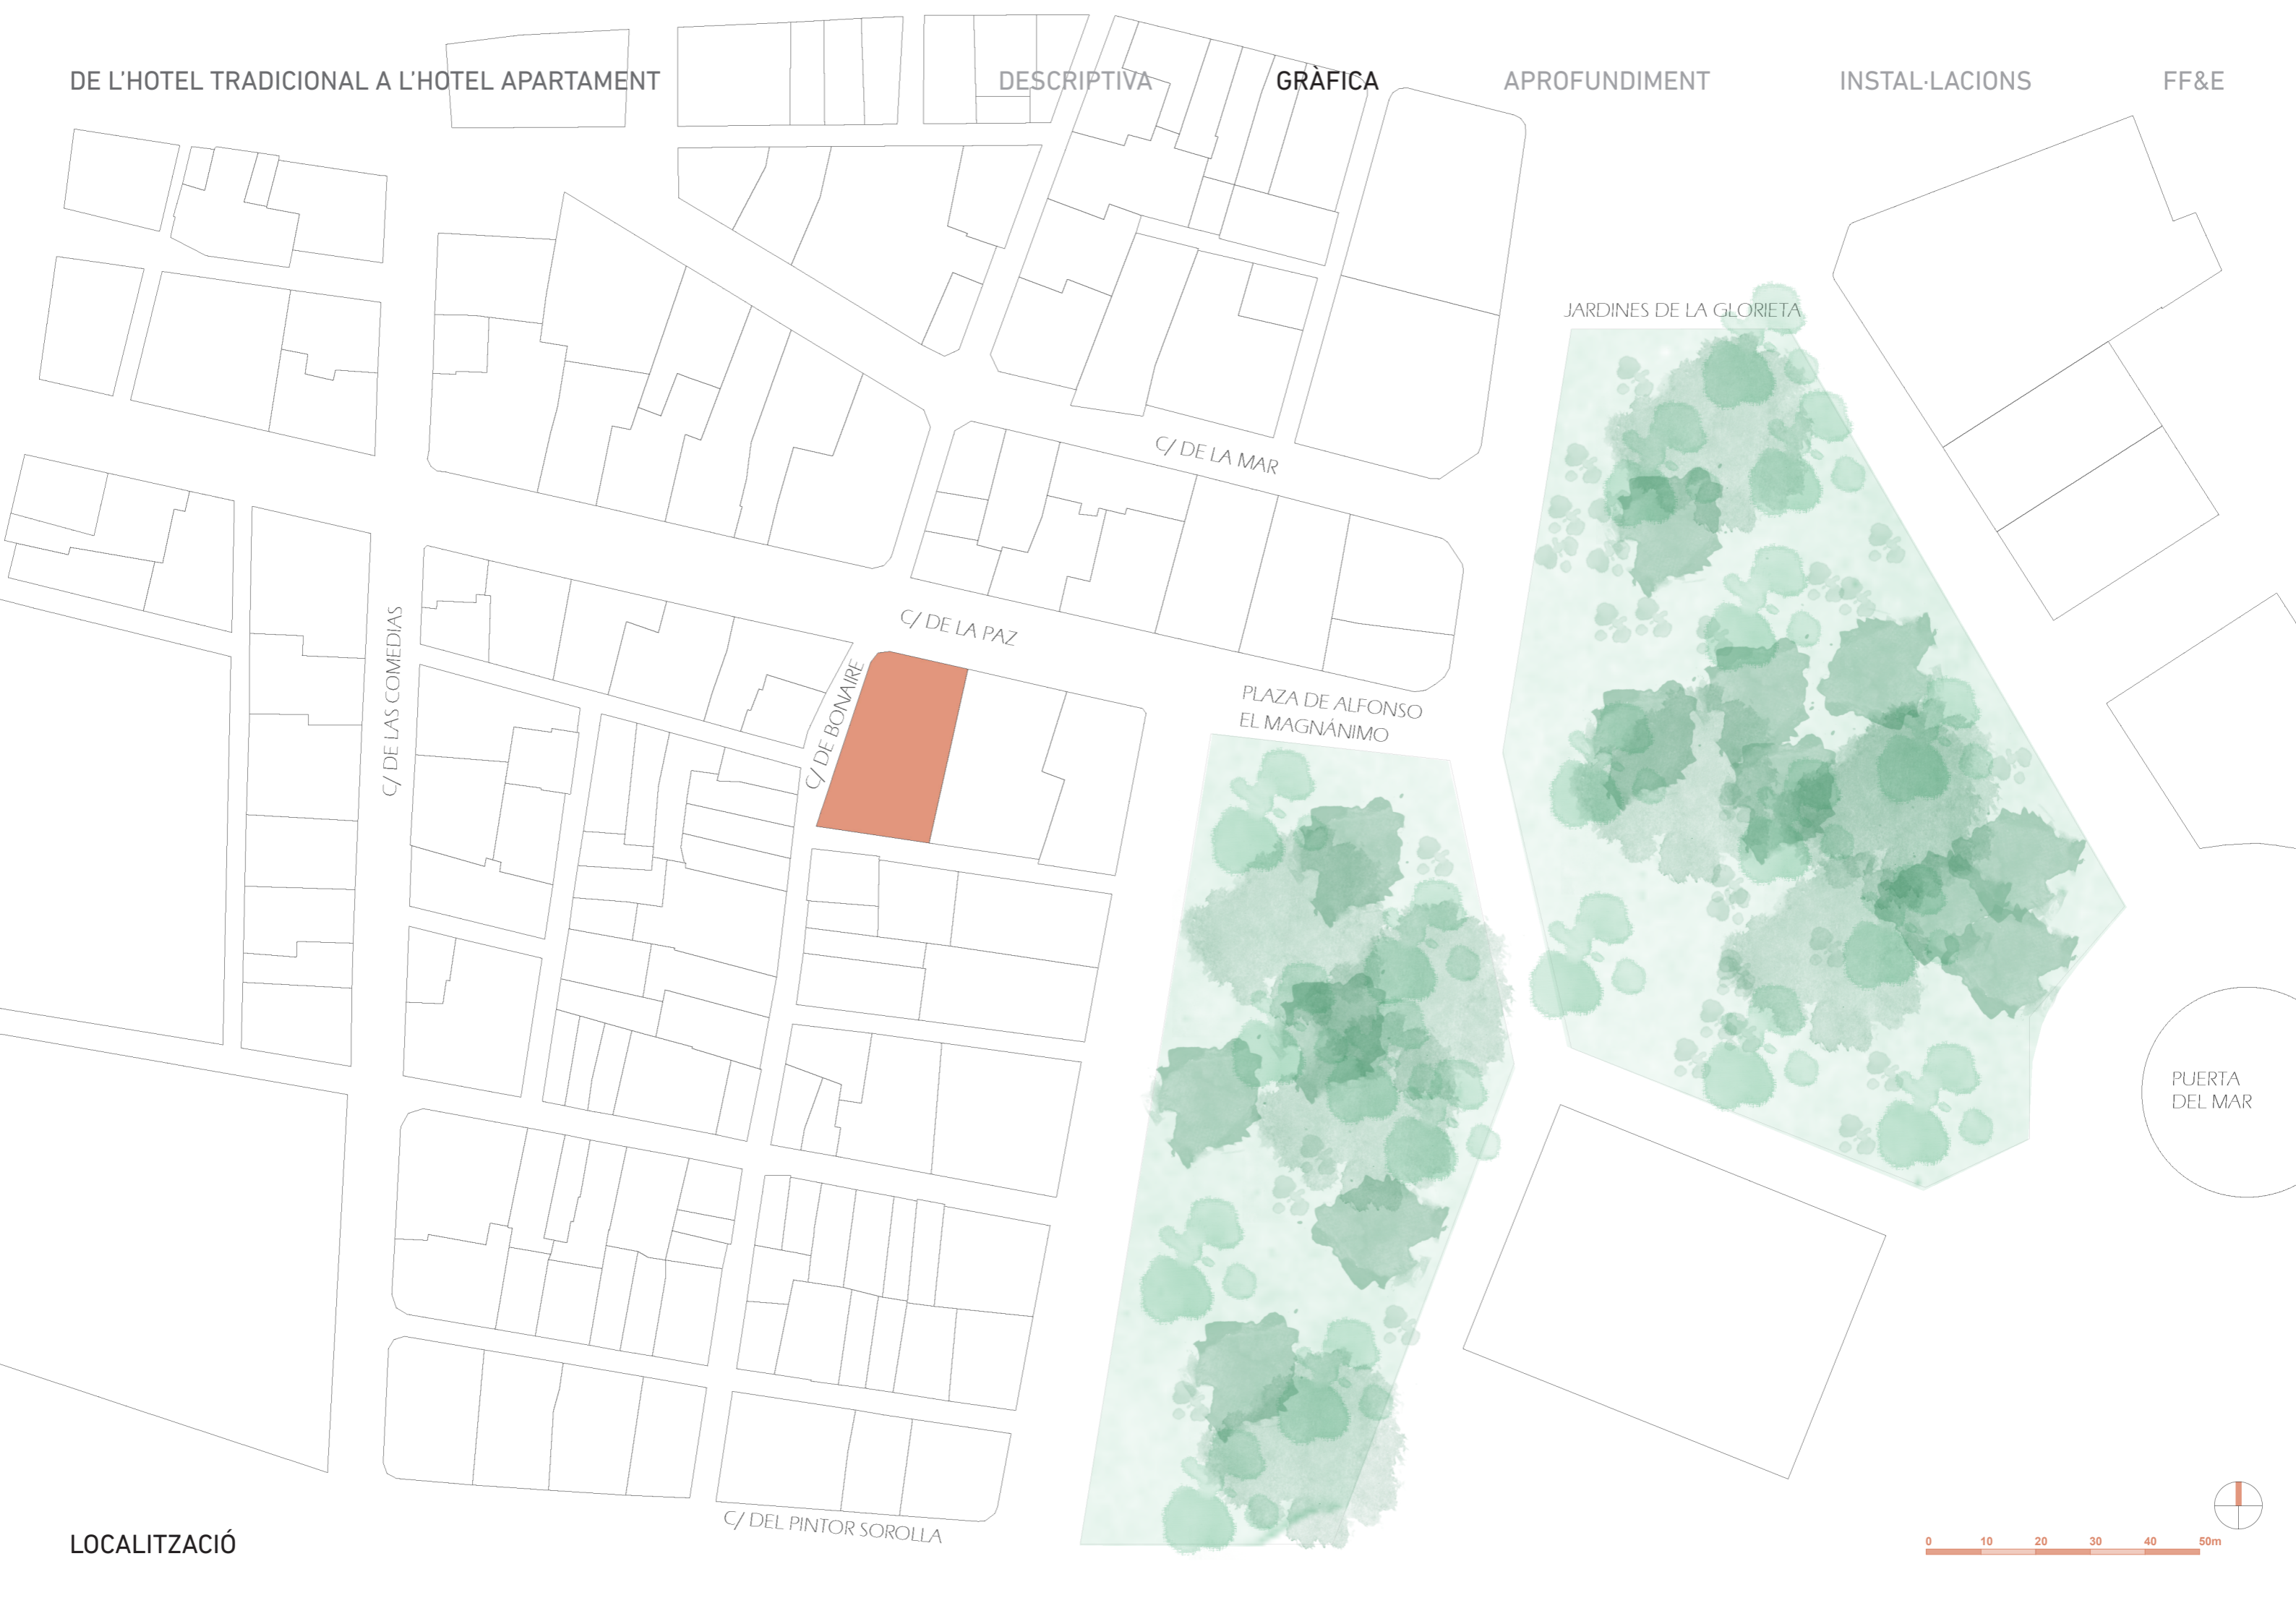 DE L'HOTEL TRADICIONAL A L'HOTEL APARTAMENT
DESCRIPTIVA
GRÀFICA
APROFUNDIMENT
INSTAL·LACIONS
FF&E
JARDINES DE LA GLORIETA
C/ DE LA MAR
C/ DE LA PAZ
C/ DE LAS COMEDIAS
C/ DE BONAIRE
PLAZA DE ALFONSO
EL MAGNÁNIMO
PUERTA
DEL MAR
C/ DEL PINTOR SOROLLA
LOCALITZACIÓ
0 10 20 30 40 50m